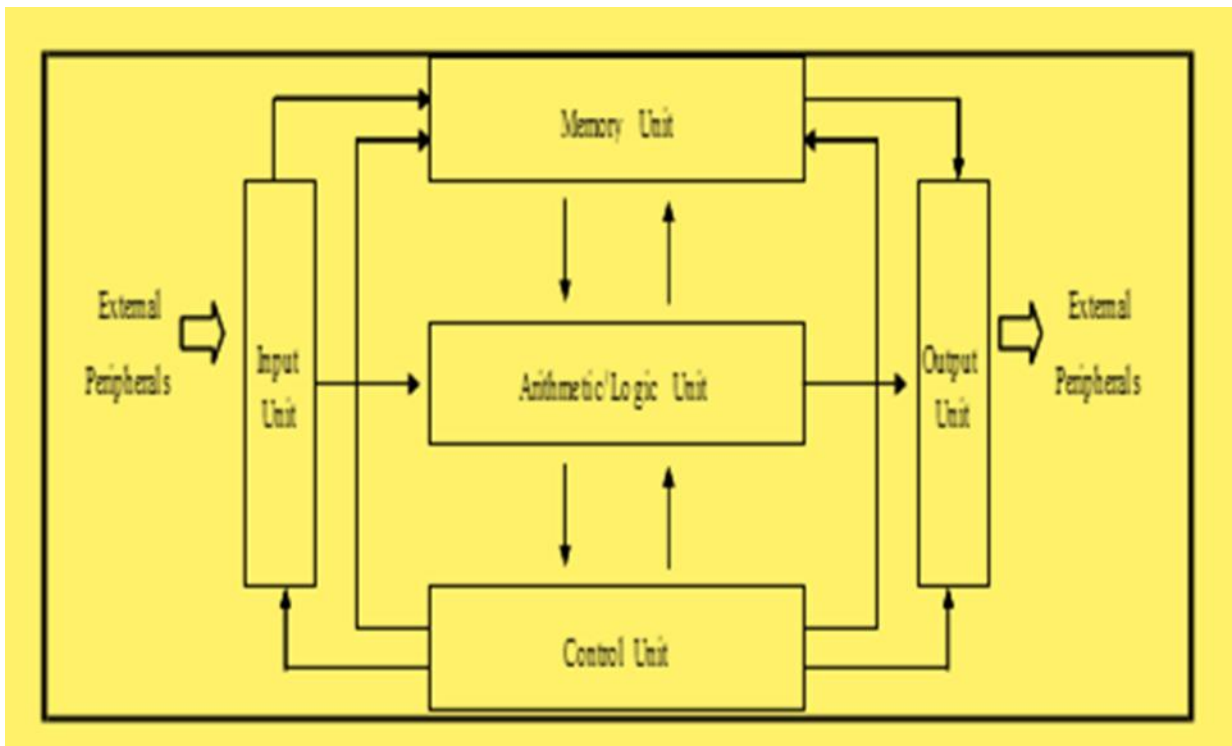 Memory Unit
External
Peripherals
Input
Unit
Arithmetic/Logic Unit
Output
Unit
External
Peripherals
Control Unit